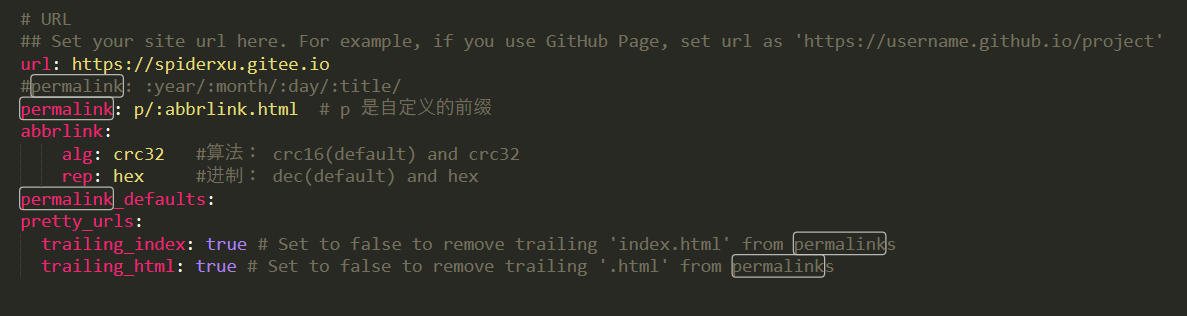 # URL
## Set your site url here. For example, if you use GitHub Page, set url as 'https://username.github.io/project'
url: https://spiderxu.gitee.io
#permalink: :year/:month/:day/:title/
permalink: p/:abbrlink.html  # p 是自定义的前缀
abbrlink:
    alg: crc32   #算法： crc16(default) and crc32
    rep: hex     #进制： dec(default) and hex
permalink_defaults:
pretty_urls:
  trailing_index: true # Set to false to remove trailing 'index.html' from permalinks
  trailing_html: true # Set to false to remove trailing '.html' from permalinks